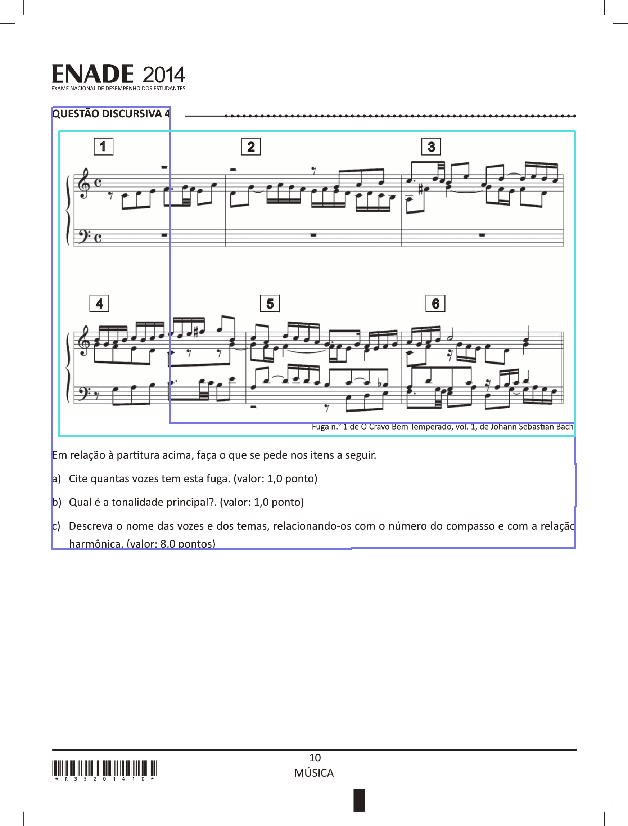 ENADE 2014
EXAME NACIONAL DE DESEMPENHO DOS ESTUDANTES
QUESTÃO DISCURSIVA 4
1 2 3
4 5 6
Fuga n.º 1 de O Cravo Bem Temperado, vol. 1, de Johann Sebastian Bach
Em relação à partitura acima, faça o que se pede nos itens a seguir.
a) Cite quantas vozes tem esta fuga. (valor: 1,0 ponto)
b) Qual é a tonalidade principal?. (valor: 1,0 ponto)
c) Descreva o nome das vozes e dos temas, relacionando-os com o número do compasso e com a relação
harmônica. (valor: 8,0 pontos)
10
MÚSICA